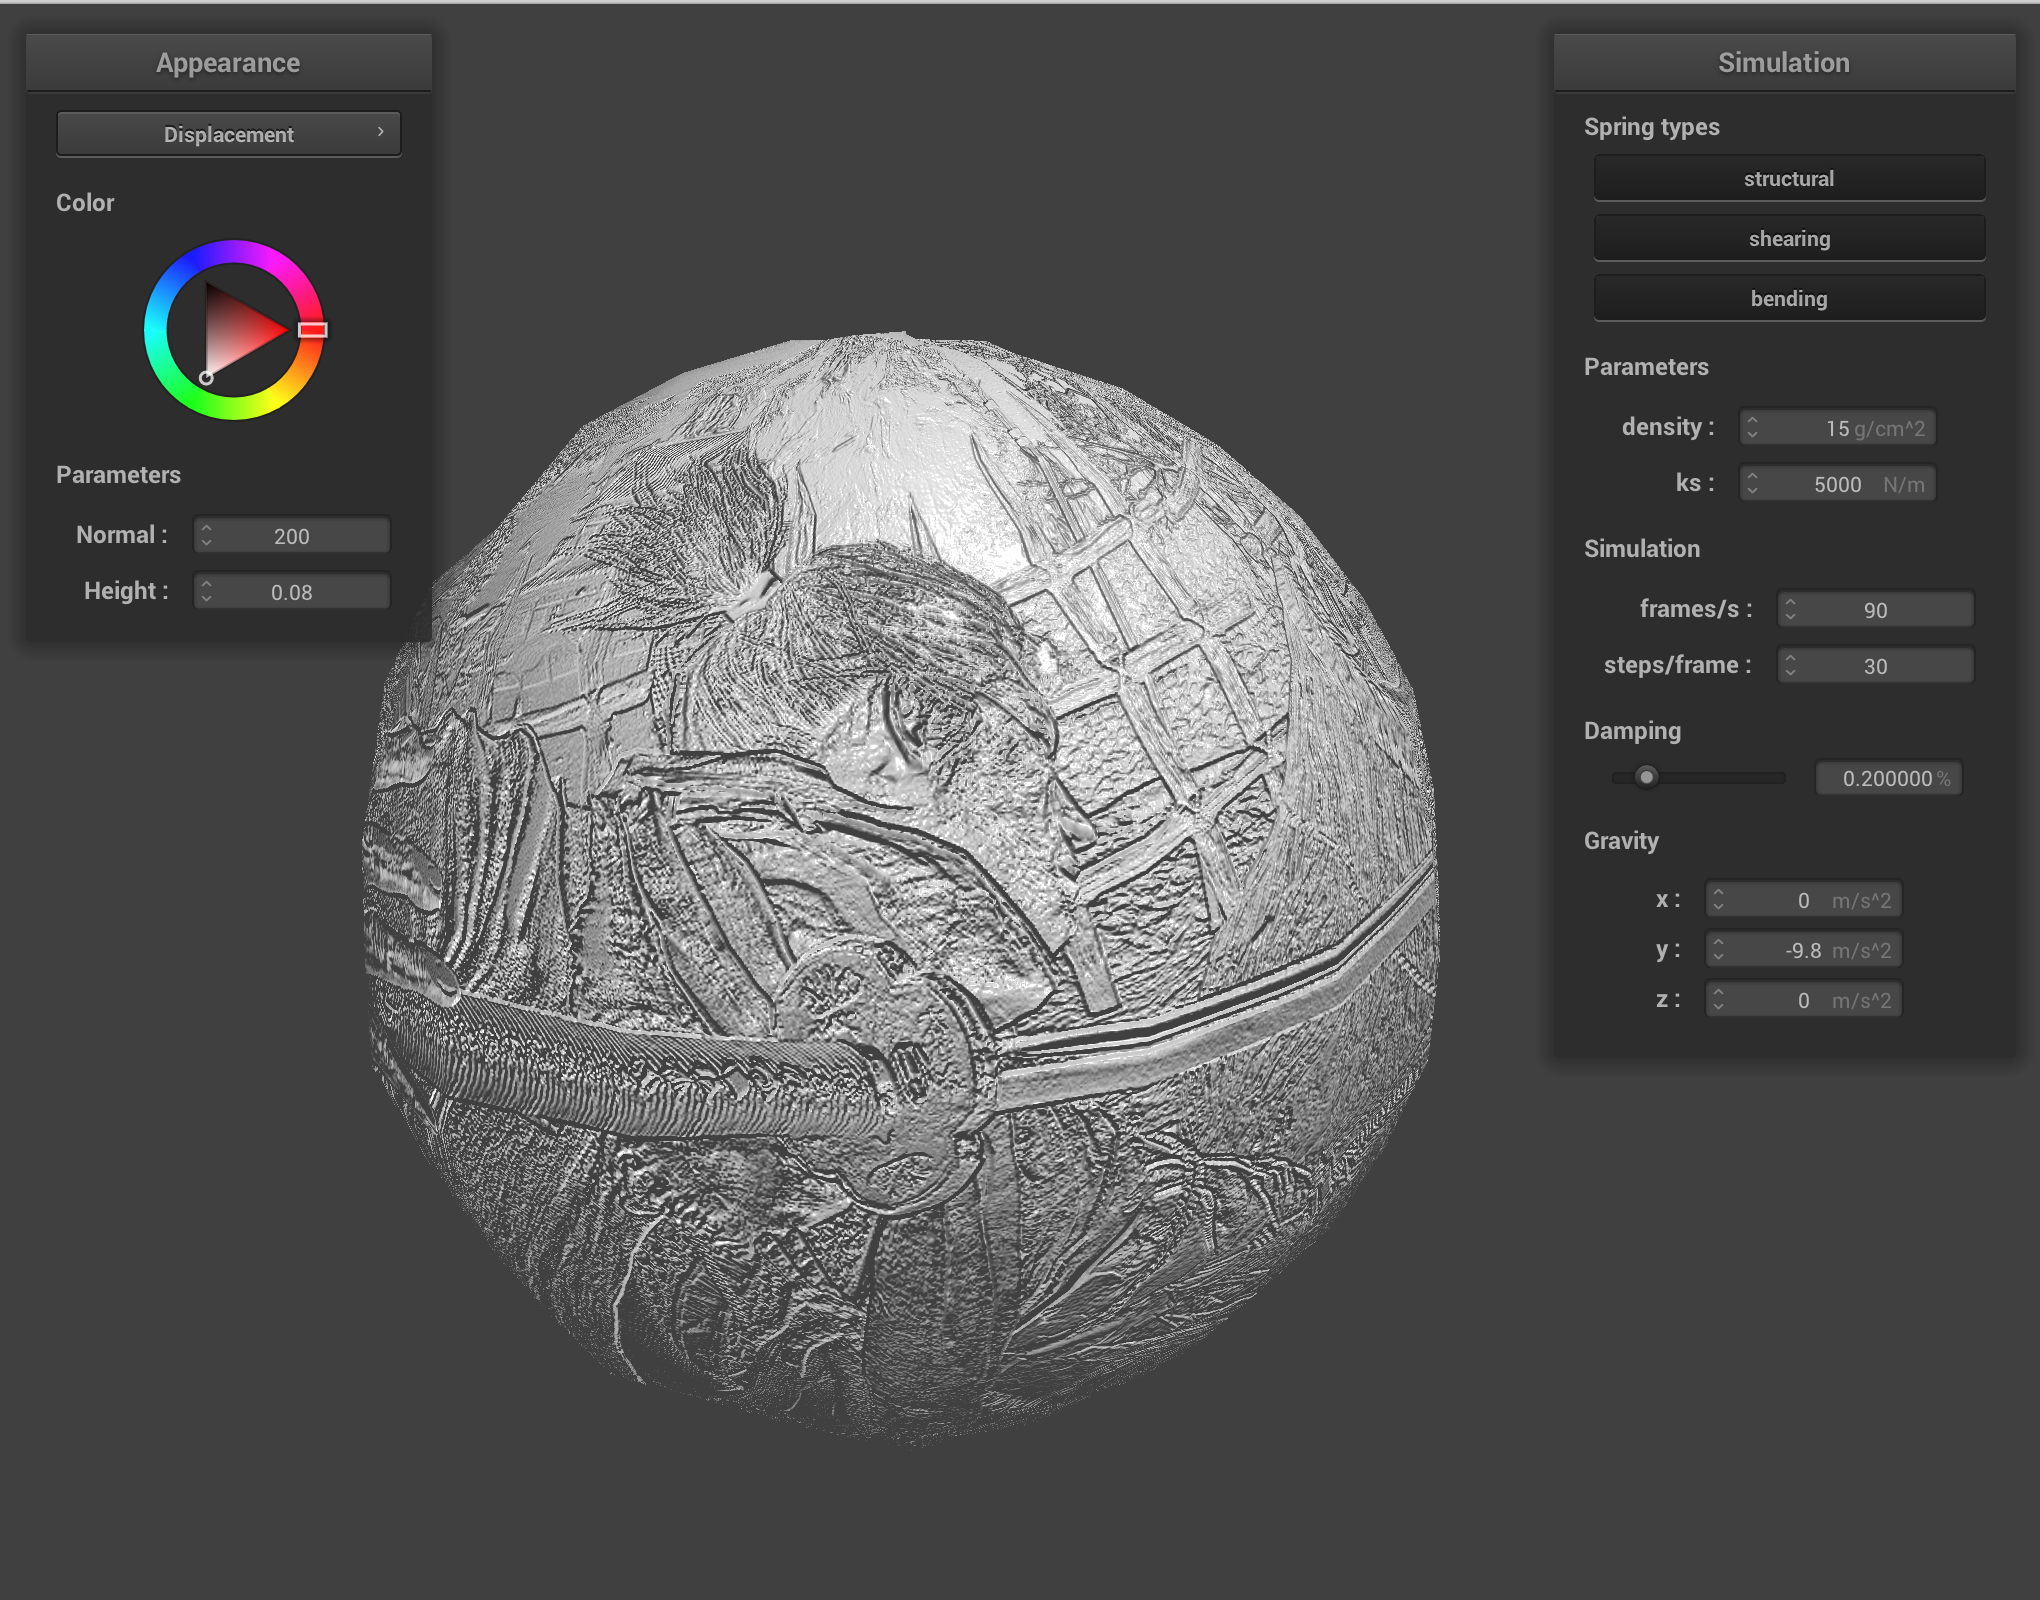 Appearance
Displacement
Color
Parameters
Normal : 200
Height : 0.08
Simulation
Spring types
structural
shearing
bending
Parameters
density : 15 g/cm^2
ks : 5000 N/m
Simulation
frames/s : 90
steps/frame : 30
Damping
0.200000 %
Gravity
x : 0 m/s^2
y : -9.8 m/s^2
z : 0 m/s^2